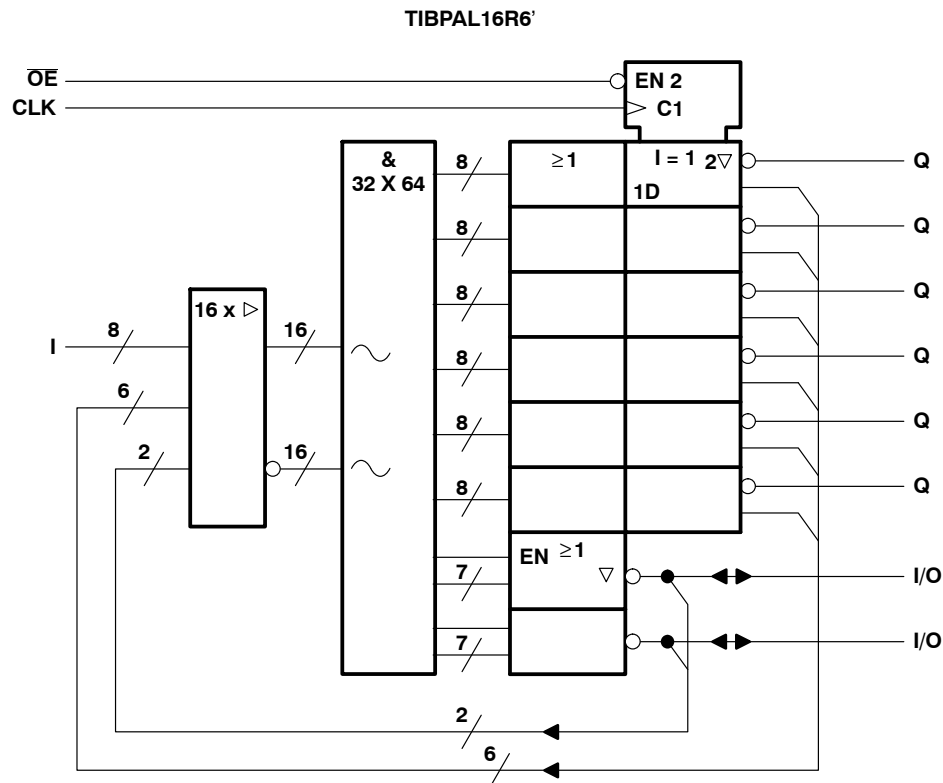 TIBPAL16R6'
OE
EN 2
CLK
C1
&
32 X 64
8
≥1
I = 1
2▽
Q
1D
8
Q
8
Q
16 x ▷
8
16
I
8
Q
6
8
Q
2
16
8
Q
EN
≥1
7
▽
I/O
7
I/O
2
6